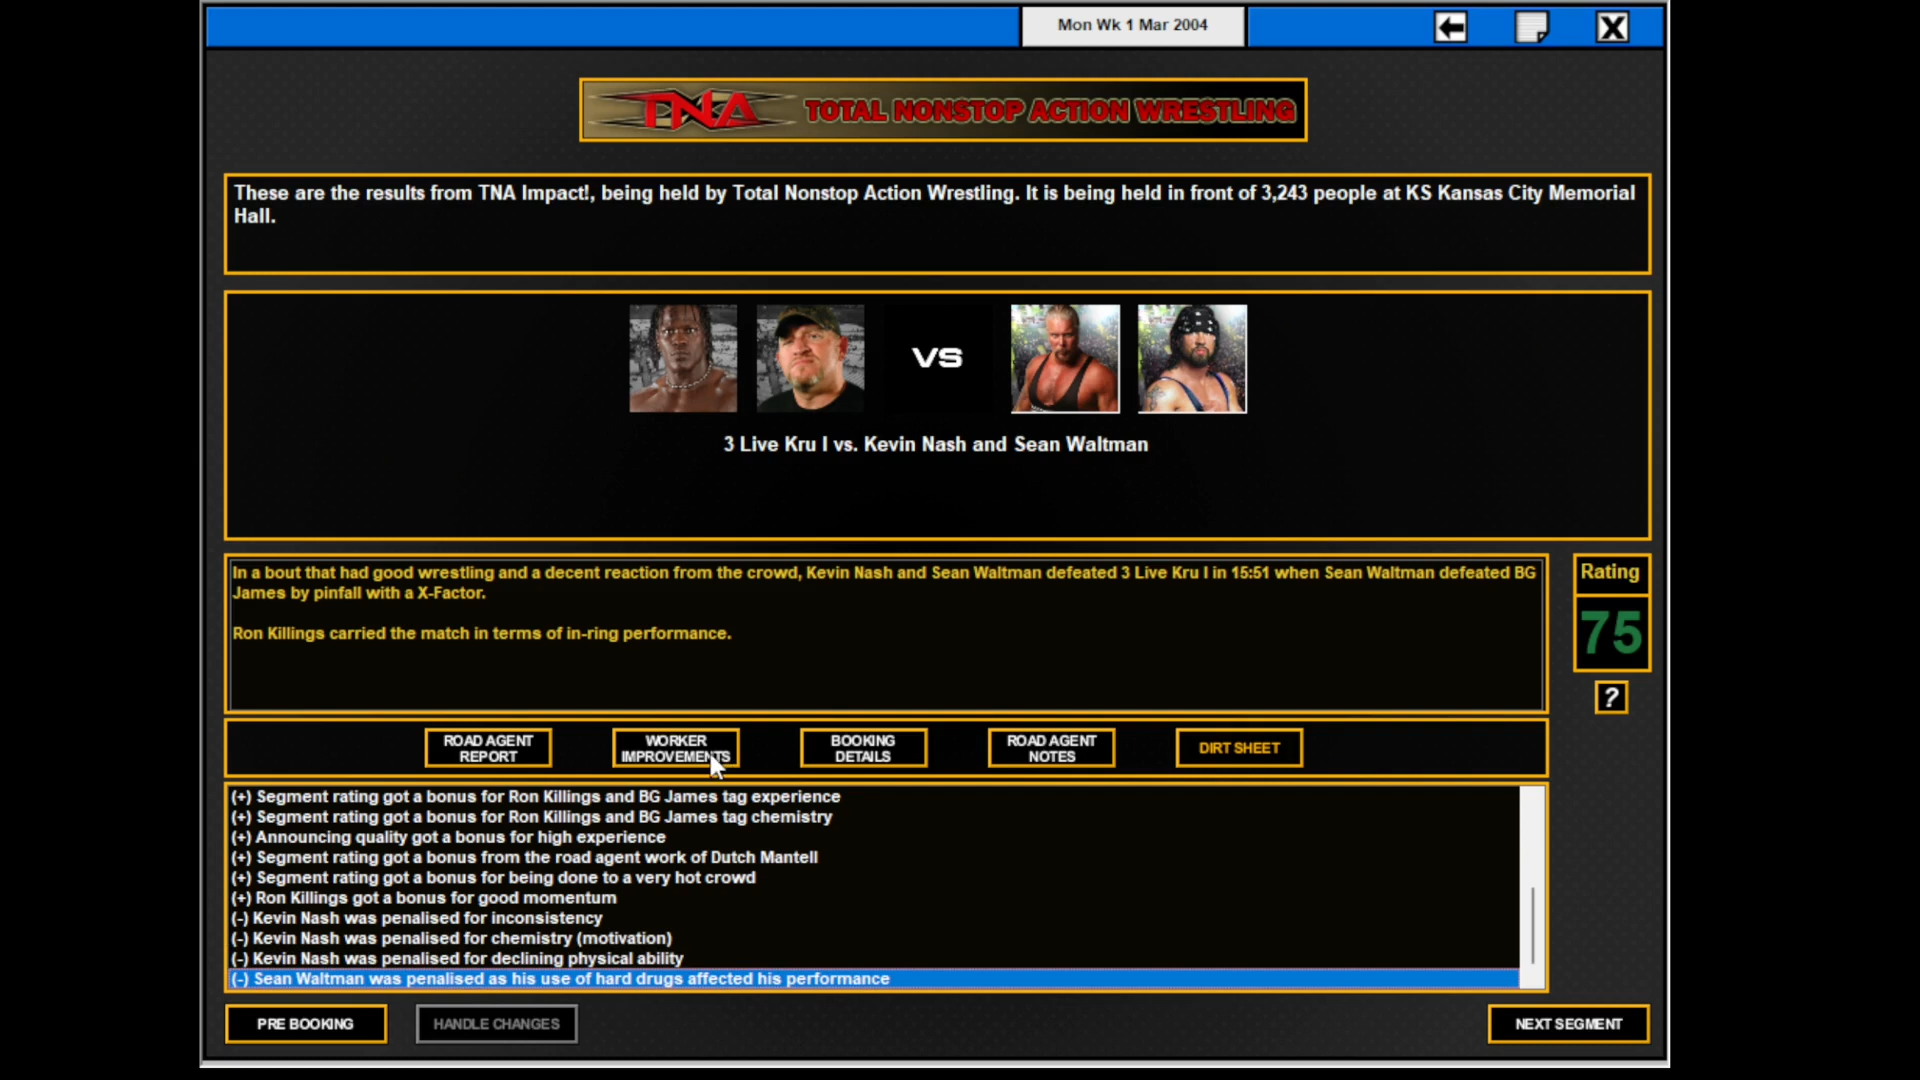 Mon Wk 1 Mar 2004
TNA TOTAL NONSTOP ACTION WRESTLING
These are the results from TNA Impact!, being held by Total Nonstop Action Wrestling. It is being held in front of 3,243 people at KS Kansas City Memorial
Hall.
VS
3 Live Kru I vs. Kevin Nash and Sean Waltman
In a bout that had good wrestling and a decent reaction from the crowd, Kevin Nash and Sean Waltman defeated 3 Live Kru I in 15:51 when Sean Waltman defeated BG
James by pinfall with a X-Factor.
Ron Killings carried the match in terms of in-ring performance.
Rating
75
?
ROAD AGENT
REPORT
WORKER
IMPROVEMENTS
BOOKING
DETAILS
ROAD AGENT
NOTES
DIRT SHEET
(+) Segment rating got a bonus for Ron Killings and BG James tag experience
(+) Segment rating got a bonus for Ron Killings and BG James tag chemistry
(+) Announcing quality got a bonus for high experience
(+) Segment rating got a bonus from the road agent work of Dutch Mantell
(+) Segment rating got a bonus for being done to a very hot crowd
(+) Ron Killings got a bonus for good momentum
(-) Kevin Nash was penalised for inconsistency
(-) Kevin Nash was penalised for chemistry (motivation)
(-) Kevin Nash was penalised for declining physical ability
(-) Sean Waltman was penalised as his use of hard drugs affected his performance
PRE BOOKING
HANDLE CHANGES
NEXT SEGMENT